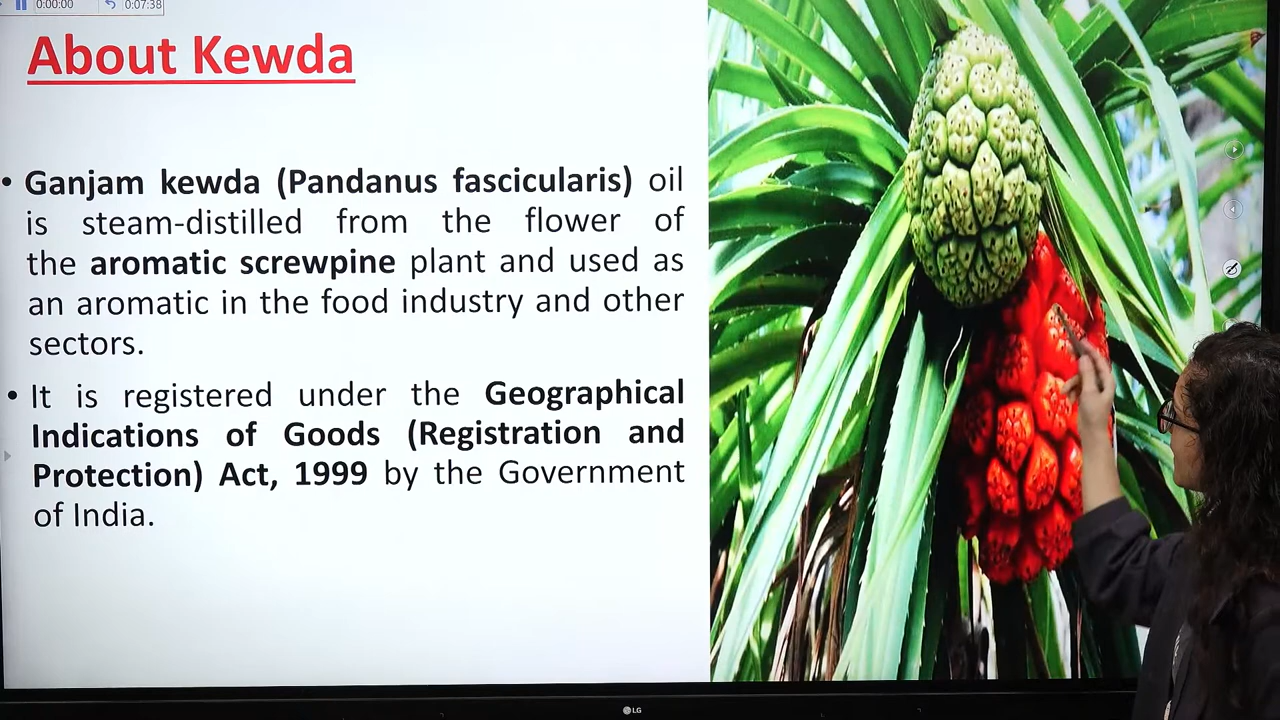 0:00:00 0:07:38
About Kewda
• Ganjam kewda (Pandanus fascicularis) oil
is steam-distilled from the flower of
the aromatic screwpine plant and used as
an aromatic in the food industry and other
sectors.
• It is registered under the Geographical
Indications of Goods (Registration and
Protection) Act, 1999 by the Government
of India.
LG